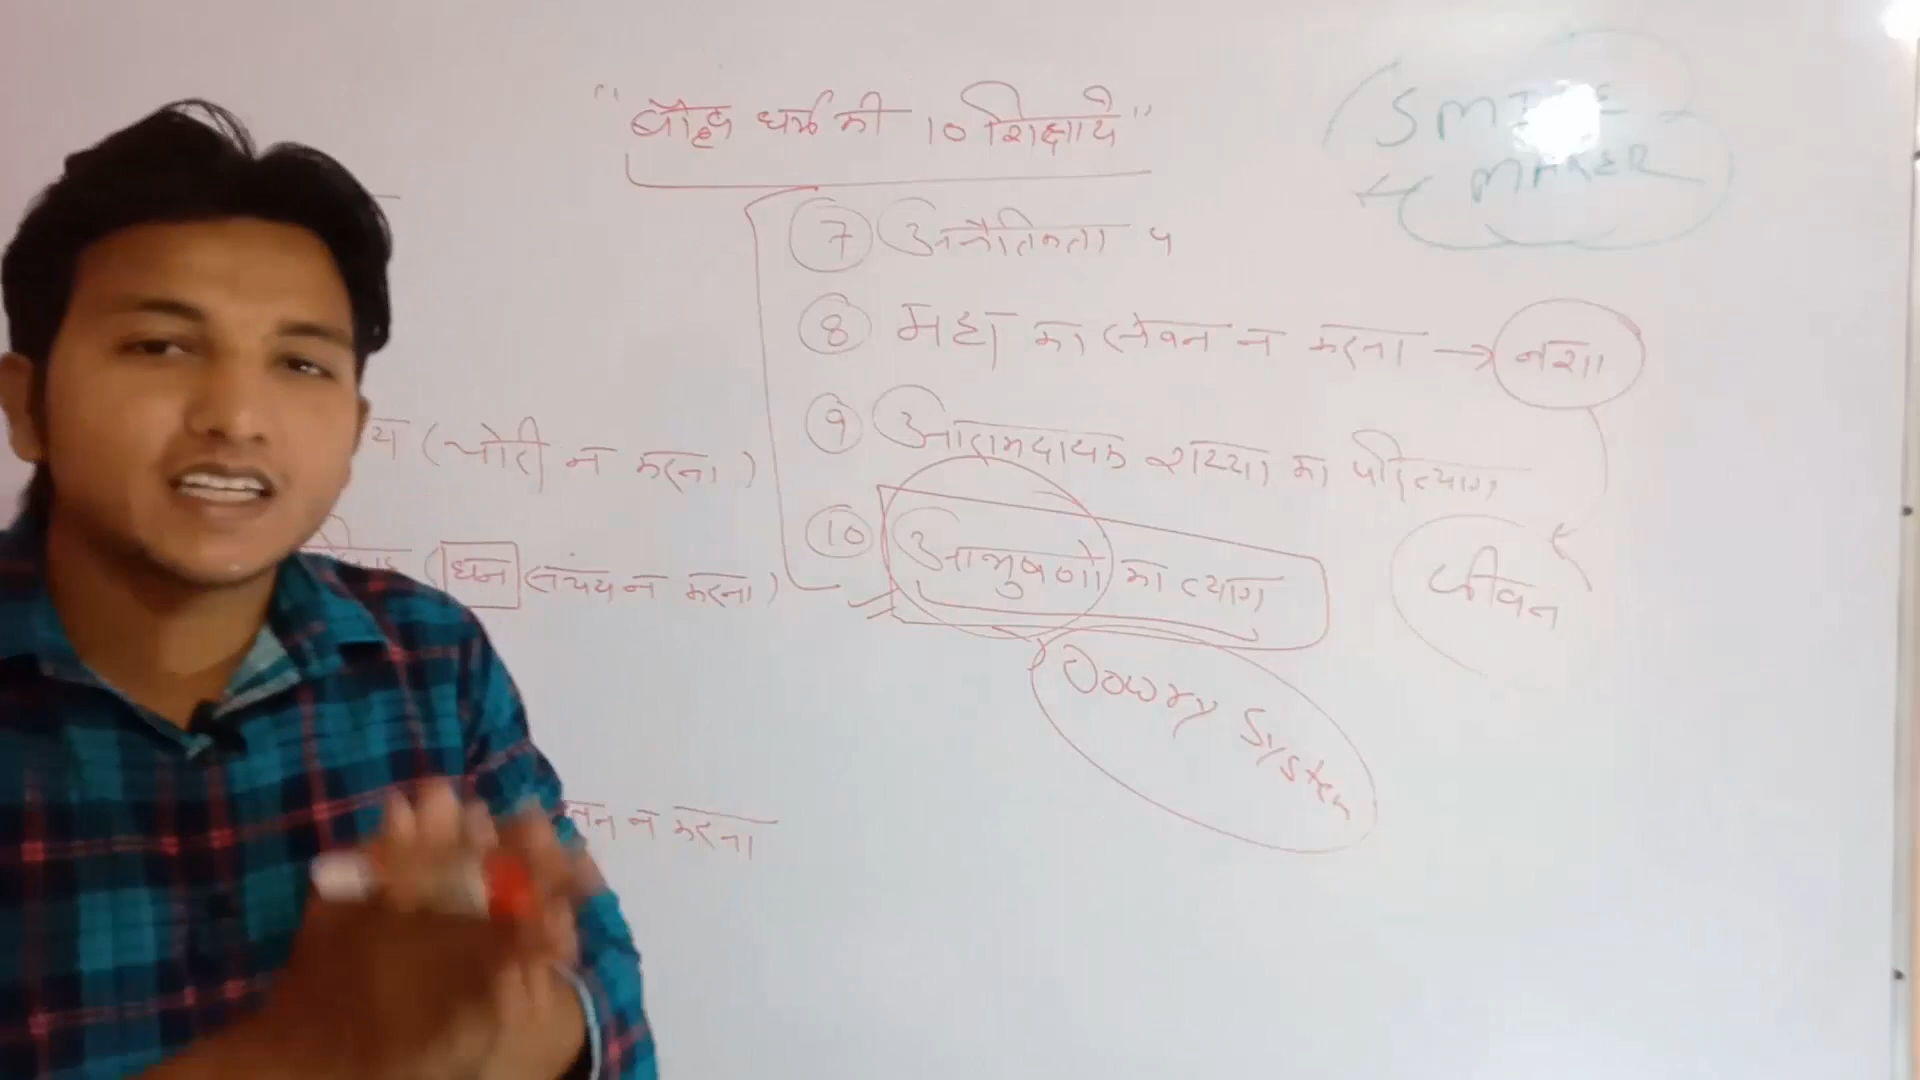 "बौद्ध धर्म की 10 शिक्षाये"
SMILE
MAKER
(चोरी न करना)
(धन संचय न करना)
न करना
7 अनैतिकता
8 मद्य का सेवन न करना → नशा
9 आरामदायक शय्या का परित्याग
10 आभुषणो का त्याग
जीवन
Dowry System